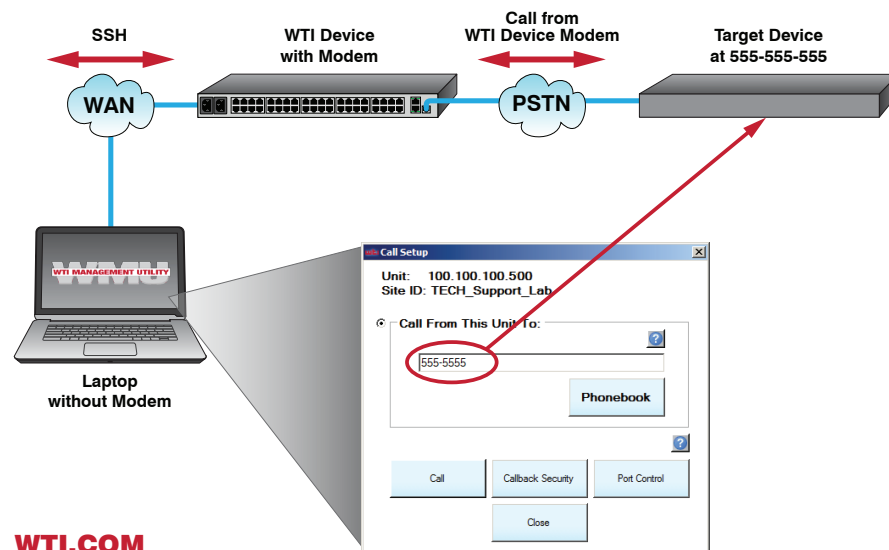 SSH
WTI Device
with Modem
Call from
WTI Device Modem
Target Device
at 555-555-555
WAN
PSTN
WTI MANAGEMENT UTILITY
WMU
Laptop
without Modem
Call Setup
Unit: 100.100.100.500
Site ID: TECH_Support_Lab
Call From This Unit To:
?
555-5555
Phonebook
?
Call
Callback Security
Port Control
Close
WTI.COM